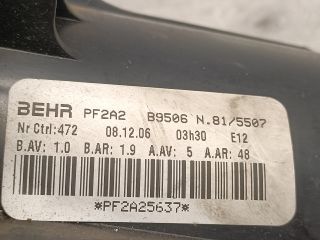 BEHR PF2A2 B9506 N.81/5507
Nr Ctrl:472 08.12.06 03h30 E12
B.AV: 1.0 B.AR: 1.9 A.AV: 5 A.AR: 48
*PF2A25637*